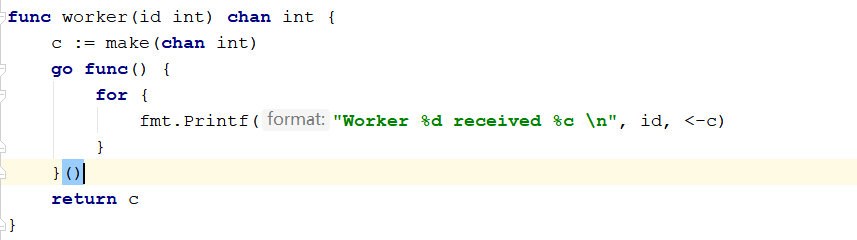 func worker(id int) chan int {
    c := make(chan int)
    go func() {
        for {
            fmt.Printf( format: "Worker %d received %c \n", id, <-c)
        }
    }()
    return c
}